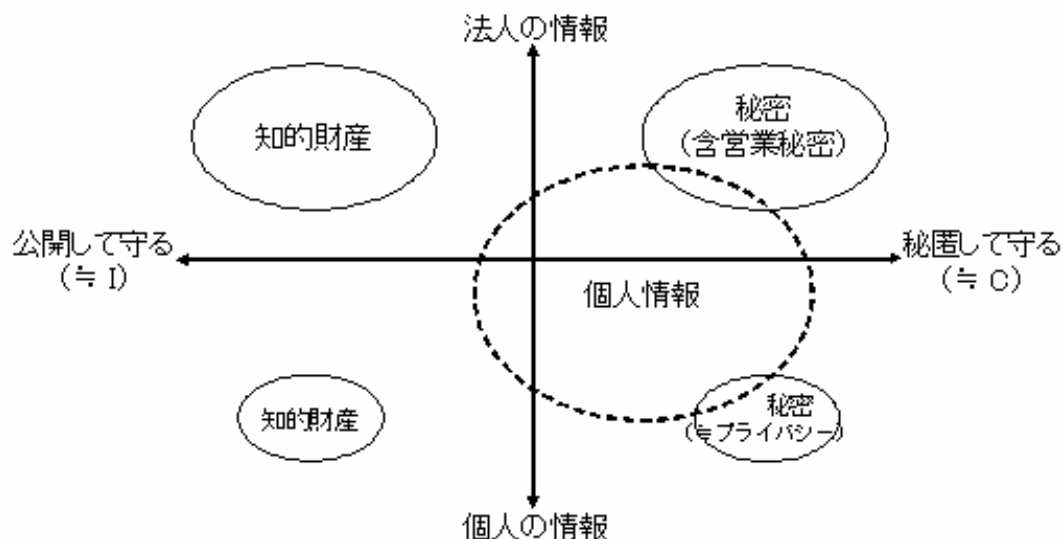 法人の情報
知的財産
秘密
(含営業秘密)
公開して守る
(≒ I)
秘匿して守る
(≒ C)
個人情報
知的財産
秘密
(≒プライバシー)
個人の情報